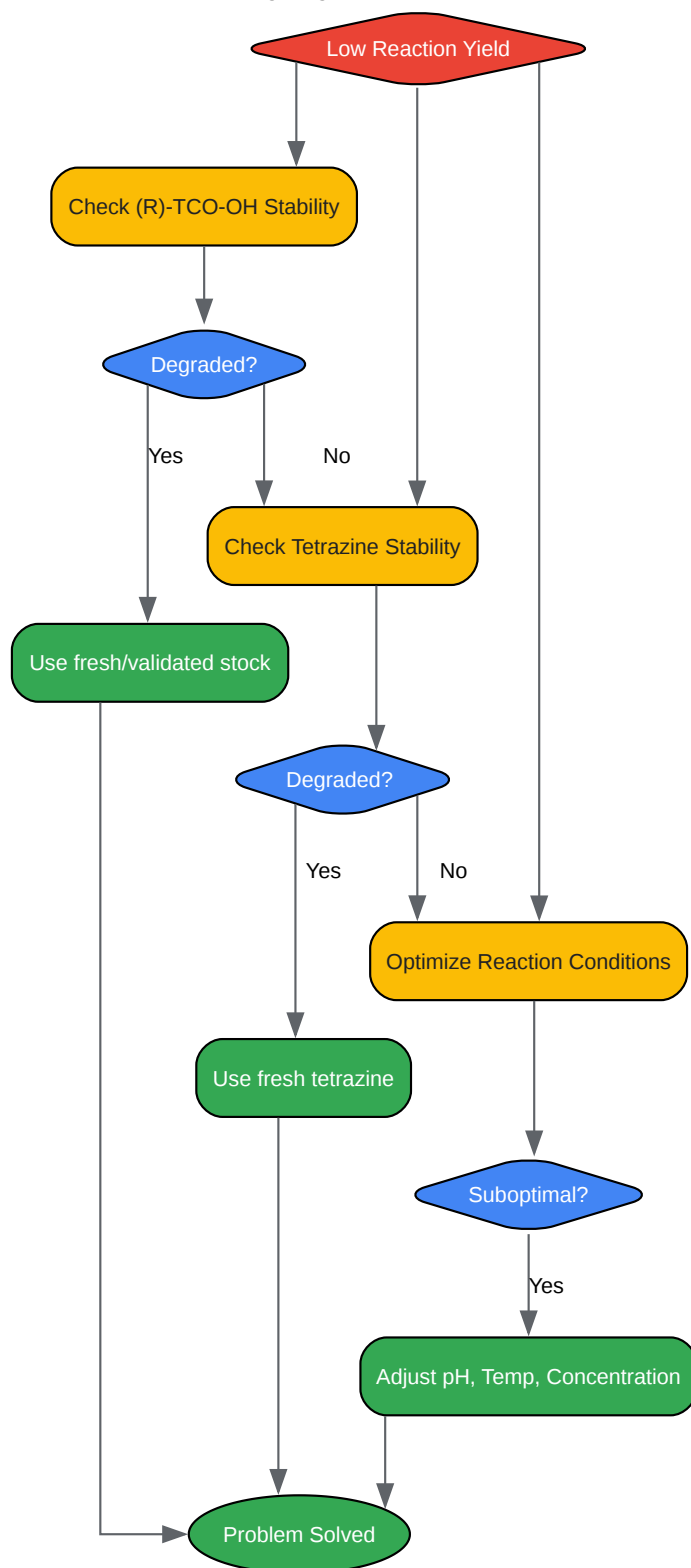 Low Reaction Yield
Check (R)-TCO-OH Stability
Degraded?
Yes
No
Check Tetrazine Stability
Use fresh/validated stock
Degraded?
Yes
No
Optimize Reaction Conditions
Use fresh tetrazine
Suboptimal?
Yes
Adjust pH, Temp, Concentration
Problem Solved